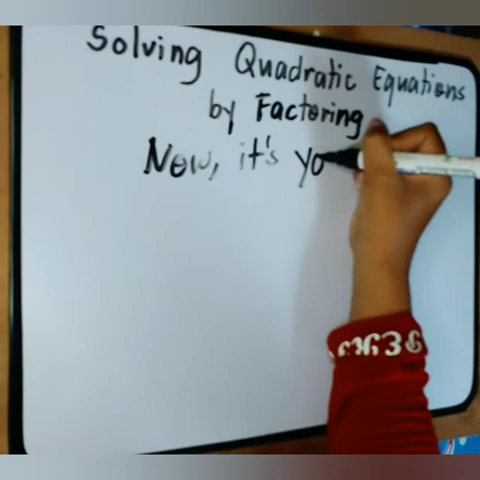 Solving Quadratic Equations
by Factoring
Now, it's yo